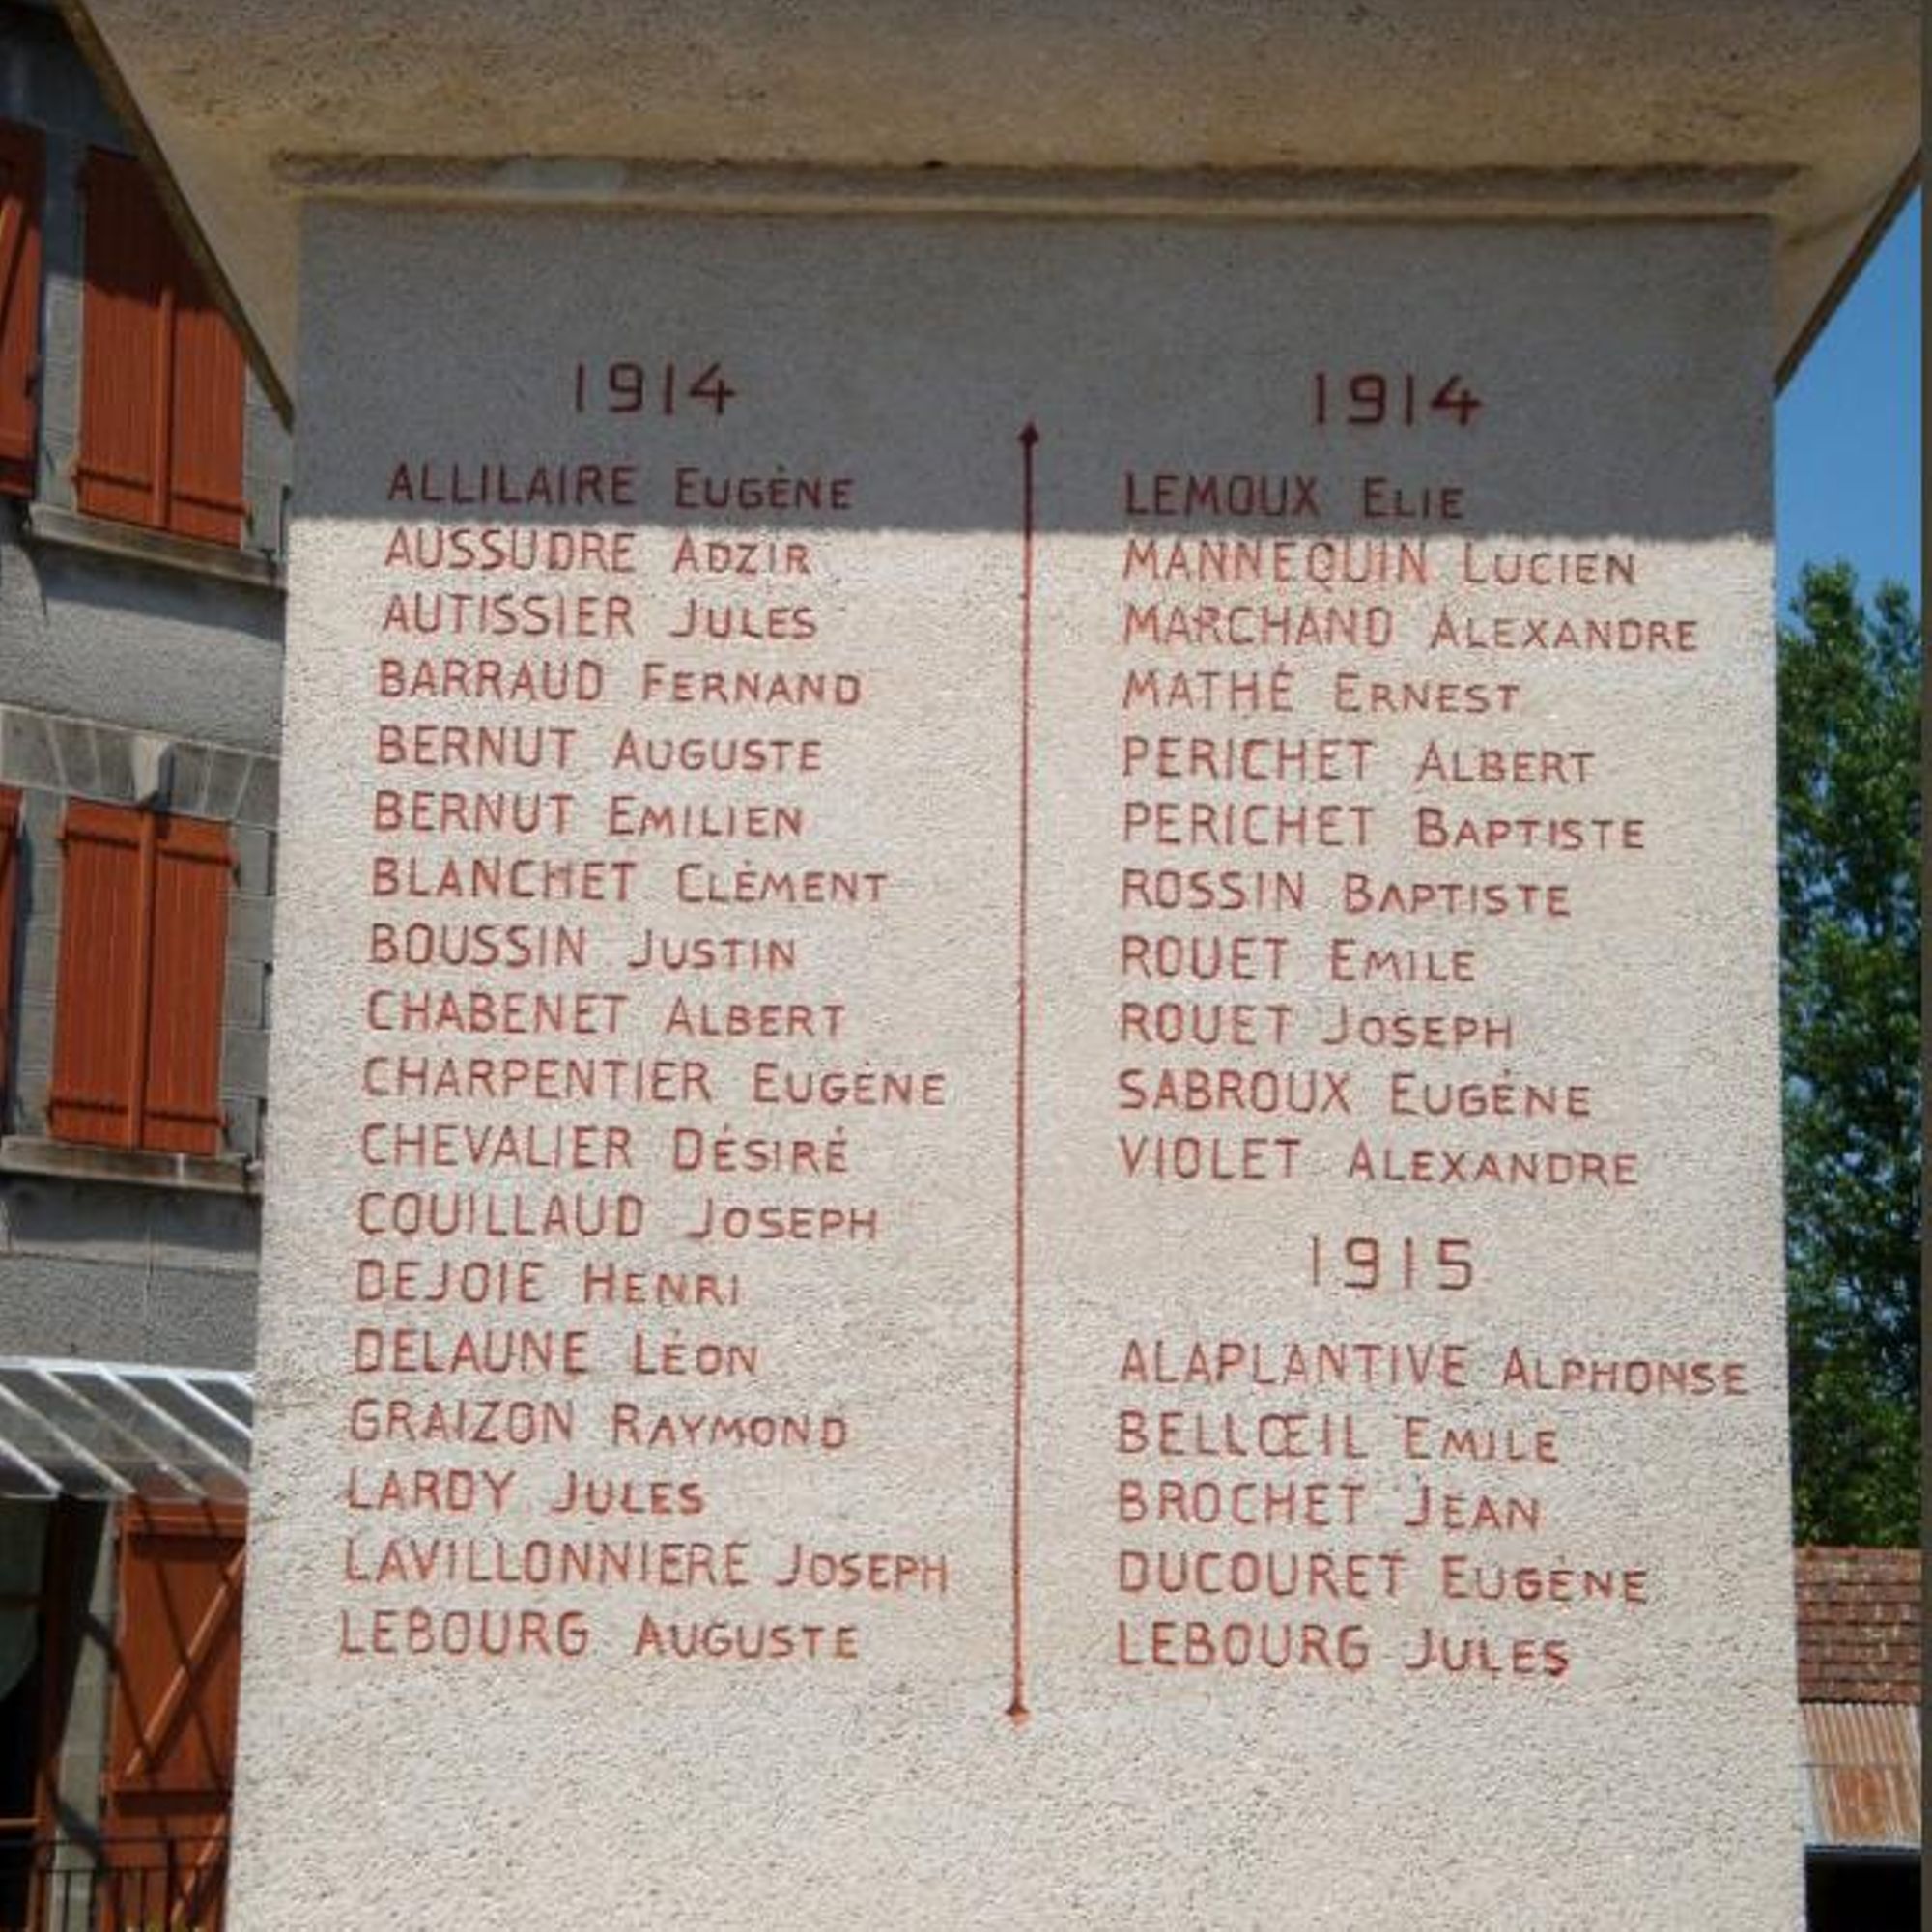 1914
ALLILAIRE EUGÈNE
AUSSUDRE ADZIR
AUTISSIER JULES
BARRAUD FERNAND
BERNUT AUGUSTE
BERNUT EMILIEN
BLANCHET CLÉMENT
BOUSSIN JUSTIN
CHABENET ALBERT
CHARPENTIER EUGÈNE
CHEVALIER DÉSIRÉ
COUILLAUD JOSEPH
DEJOIE HENRI
DELAUNE LÉON
GRAIZON RAYMOND
LARDY JULES
LAVILLONNIERE JOSEPH
LEBOURG AUGUSTE
1914
LEMOUX ELIE
MANNEQUIN LUCIEN
MARCHAND ALEXANDRE
MATHÉ ERNEST
PERICHET ALBERT
PERICHET BAPTISTE
ROSSIN BAPTISTE
ROUET EMILE
ROUET JOSEPH
SABROUX EUGÈNE
VIOLET ALEXANDRE
1915
ALAPLANTIVE ALPHONSE
BELLŒIL EMILE
BROCHET JEAN
DUCOURET EUGÈNE
LEBOURG JULES